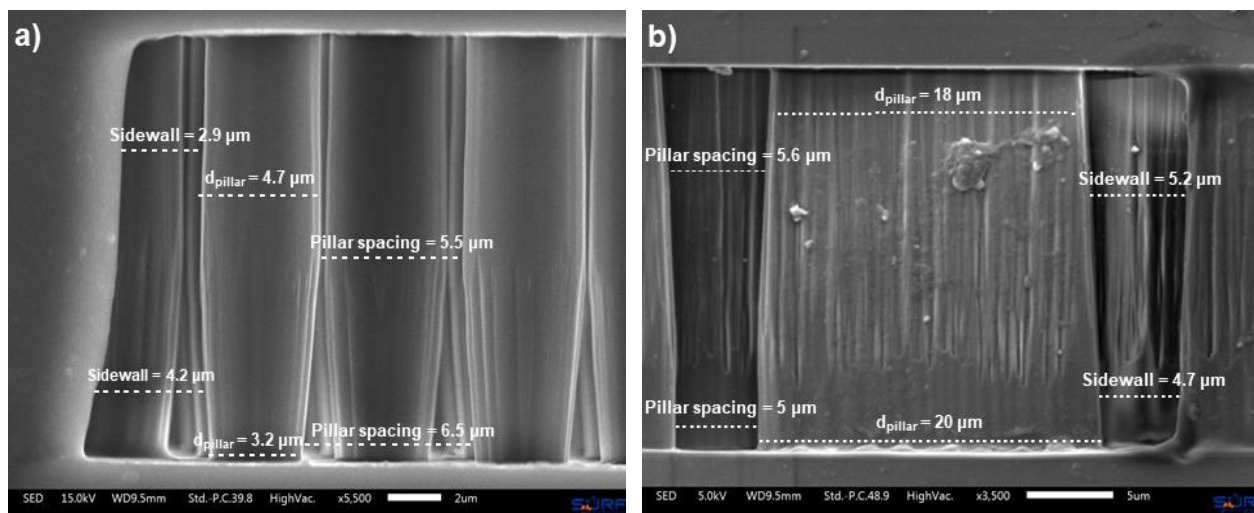 a)
Sidewall = 2.9 µm
dpillar = 4.7 µm
Pillar spacing = 5.5 µm
Sidewall = 4.2 µm
dpillar = 3.2 µm
Pillar spacing = 6.5 µm
SED 15.0kV WD9.5mm Std.-P.C.39.8 HighVac. x5,500 2um
b)
dpillar = 18 µm
Pillar spacing = 5.6 µm
Sidewall = 5.2 µm
Sidewall = 4.7 µm
Pillar spacing = 5 µm
dpillar = 20 µm
SED 5.0kV WD9.5mm Std.-P.C.48.9 HighVac. x3,500 5um